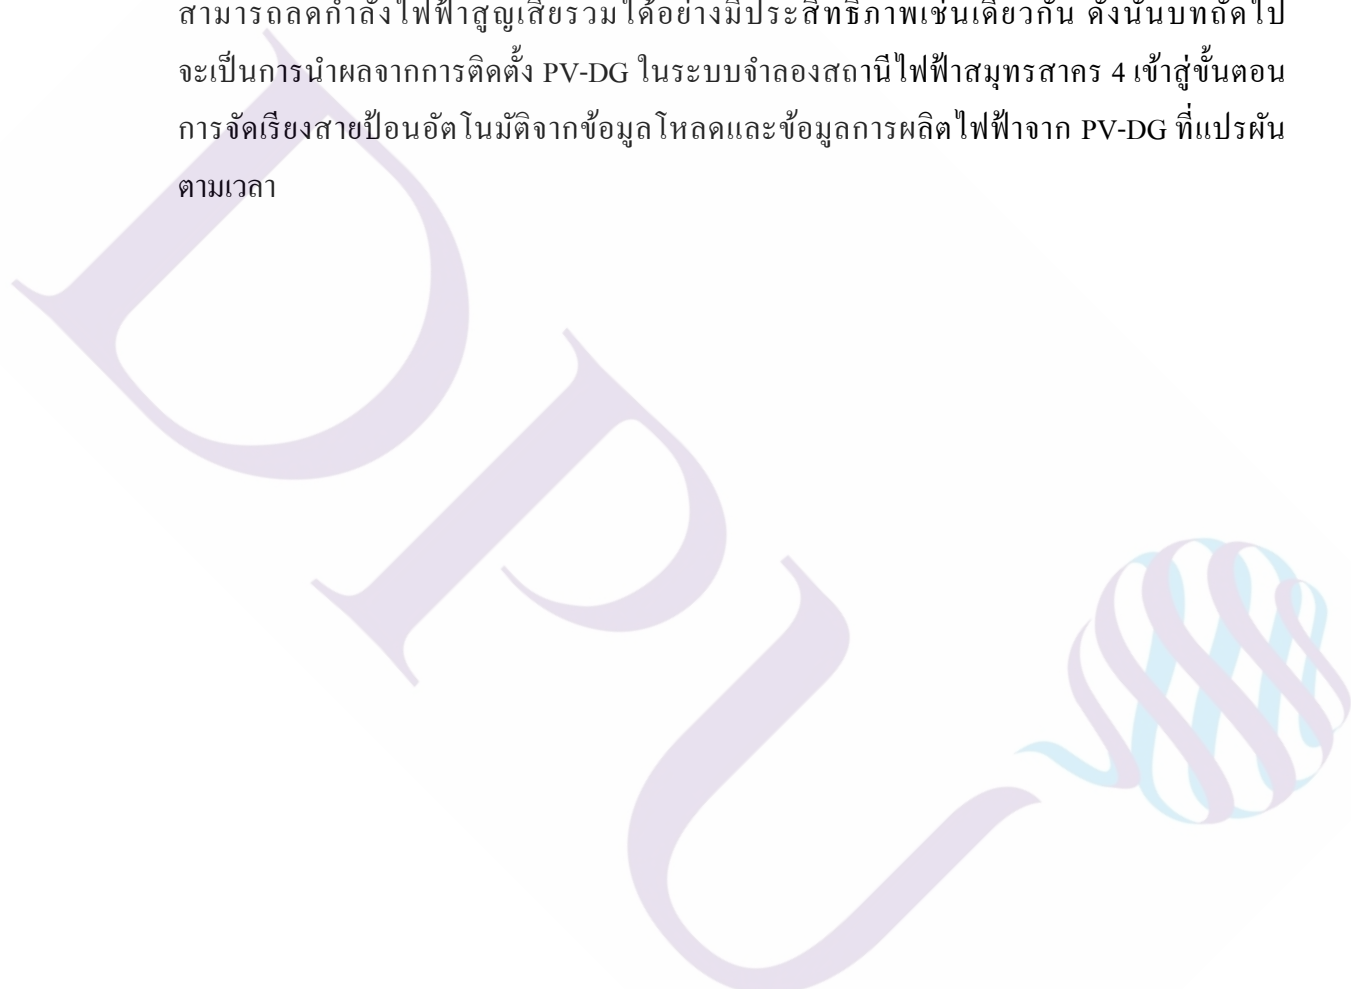 สามารถลดกำลังไฟฟ้าสูญเสียรวมได้อย่างมีประสิทธิภาพเช่นเดียวกัน ดังนั้นบทถัดไป
จะเป็นการนำผลจากการติดตั้ง PV-DG ในระบบจำลองสถานีไฟฟ้าสมุทรสาคร 4 เข้าสู่ขั้นตอน
การจัดเรียงสายป้อนอัตโนมัติจากข้อมูลโหลดและข้อมูลการผลิตไฟฟ้าจาก PV-DG ที่แปรผัน
ตามเวลา
DPU